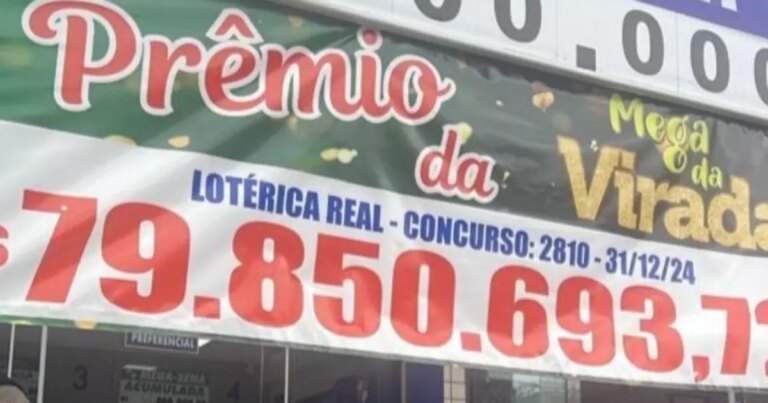 00.000
Prêmio
da
Mega
da
Virada
LOTÉRICA REAL - CONCURSO: 2810 - 31/12/24
79.850.693,7
PREFERENCIAL
3
MEGA-SENA
ACUMULADA
4